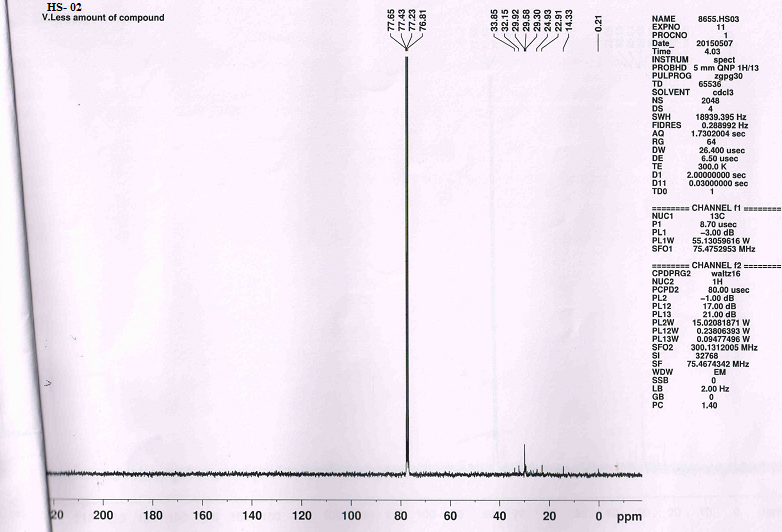 HS- 02
V.Less amount of compound
77.65
77.43
77.23
76.81
33.85
32.15
29.92
29.58
29.30
24.93
22.91
14.33
0.21
NAME 8655.HS03
EXPNO 11
PROCNO 1
Date_ 20150507
Time 4.03
INSTRUM spect
PROBHD 5 mm QNP 1H/13
PULPROG zgpg30
TD 65536
SOLVENT cdcl3
NS 2048
DS 4
SWH 18939.395 Hz
FIDRES 0.288992 Hz
AQ 1.7302004 sec
RG 64
DW 26.400 usec
DE 6.50 usec
TE 300.0 K
D1 2.00000000 sec
D11 0.03000000 sec
TD0 1
======== CHANNEL f1 ========
NUC1 13C
P1 8.70 usec
PL1 -3.00 dB
PL1W 55.13059616 W
SFO1 75.4752953 MHz
======== CHANNEL f2 ========
CPDPRG2 waltz16
NUC2 1H
PCPD2 80.00 usec
PL2 -1.00 dB
PL12 17.00 dB
PL13 21.00 dB
PL2W 15.02081871 W
PL12W 0.23806393 W
PL13W 0.09477496 W
SFO2 300.1312005 MHz
SI 32768
SF 75.4674342 MHz
WDW EM
SSB 0
LB 2.00 Hz
GB 0
PC 1.40
20 200 180 160 140 120 100 80 60 40 20 0 ppm